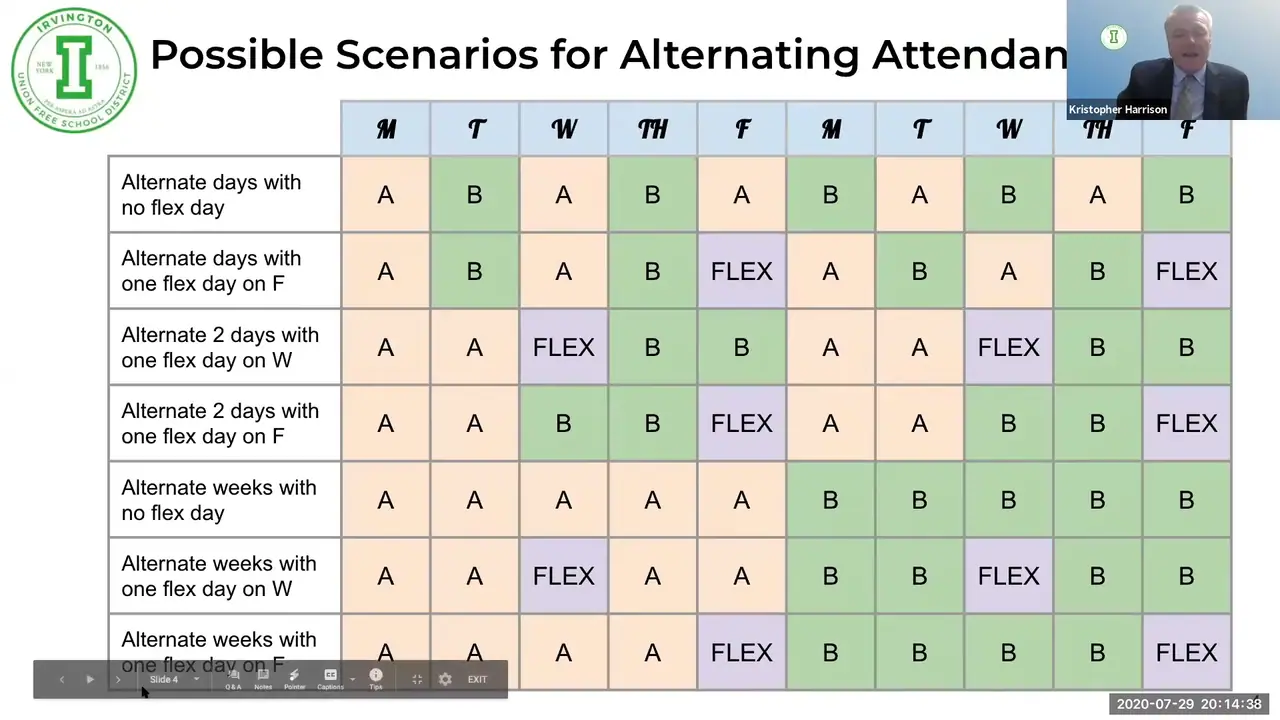 IRVINGTON
NEW YORK
1856
PER ASPERA AD ASTRA
UNION FREE SCHOOL DISTRICT
Possible Scenarios for Alternating Attendan
Kristopher Harrison
M T W TH F M T W TH F
Alternate days with
no flex day
A B A B A B A B A B
Alternate days with
one flex day on F
A B A B FLEX A B A B FLEX
Alternate 2 days with
one flex day on W
A A FLEX B B A A FLEX B B
Alternate 2 days with
one flex day on F
A A B B FLEX A A B B FLEX
Alternate weeks with
no flex day
A A A A A B B B B B
Alternate weeks with
one flex day on W
A A FLEX A A B B FLEX B B
Alternate weeks with
one flex day on F
A A A A FLEX B B B B FLEX
Slide 4 Q & A Notes Pointer Captions Tips EXIT
2020-07-29 20:14:38